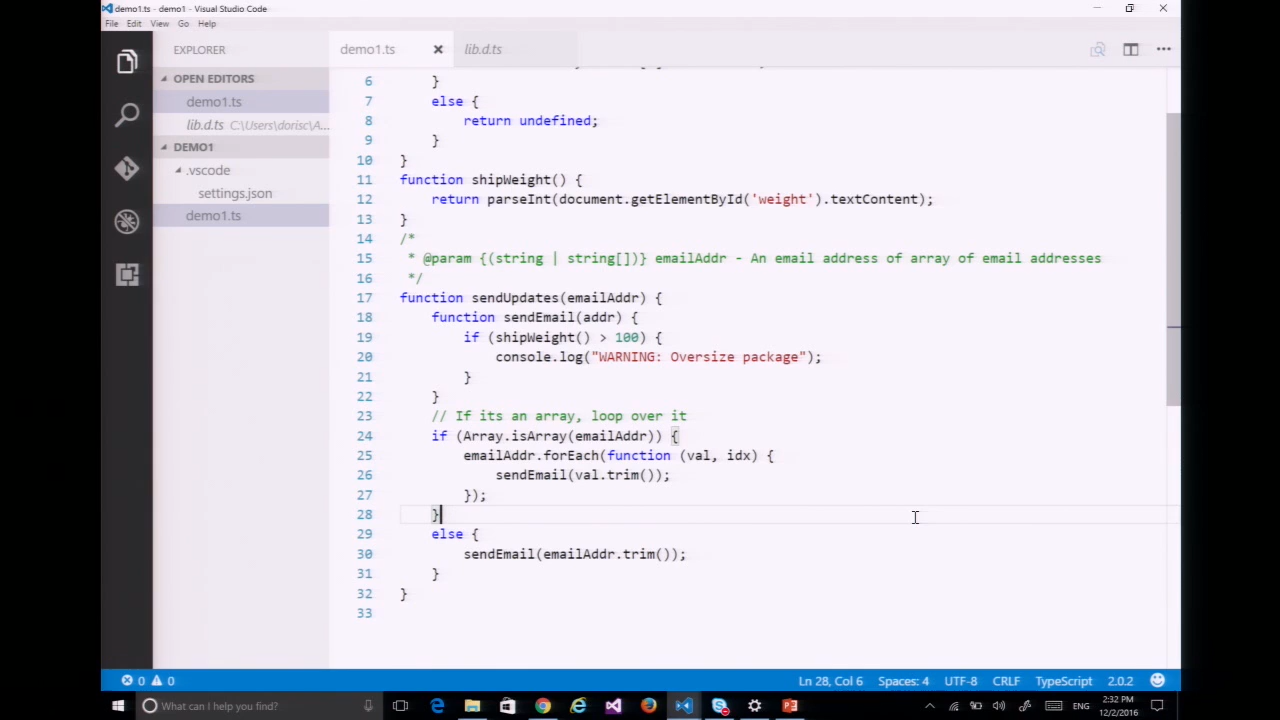 demo1.ts - demo1 - Visual Studio Code
File Edit View Go Help
EXPLORER
OPEN EDITORS
demo1.ts
lib.d.ts C:\Users\dorisc\A...
DEMO1
.vscode
settings.json
demo1.ts
demo1.ts lib.d.ts
6 }
7 else {
8 return undefined;
9 }
10 }
11 function shipWeight() {
12 return parseInt(document.getElementById('weight').textContent);
13 }
14 /*
15 * @param {(string | string[])} emailAddr - An email address of array of email addresses
16 */
17 function sendUpdates(emailAddr) {
18 function sendEmail(addr) {
19 if (shipWeight() > 100) {
20 console.log("WARNING: Oversize package");
21 }
22 }
23 // If its an array, loop over it
24 if (Array.isArray(emailAddr)) {
25 emailAddr.forEach(function (val, idx) {
26 sendEmail(val.trim());
27 });
28 }
29 else {
30 sendEmail(emailAddr.trim());
31 }
32 }
33
0 0 Ln 28, Col 6 Spaces: 4 UTF-8 CRLF TypeScript 2.0.2
What can I help you find?
ENG
2:32 PM
12/2/2016